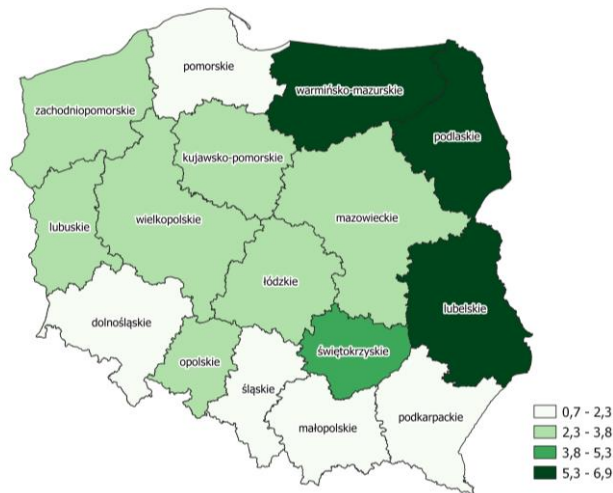 pomorskie
warmińsko-mazurskie
zachodniopomorskie
podlaskie
kujawsko-pomorskie
wielkopolskie
mazowieckie
lubuskie
łódzkie
lubelskie
dolnośląskie
świętokrzyskie
opolskie
śląskie
podkarpackie
małopolskie
0,7 - 2,3
2,3 - 3,8
3,8 - 5,3
5,3 - 6,9